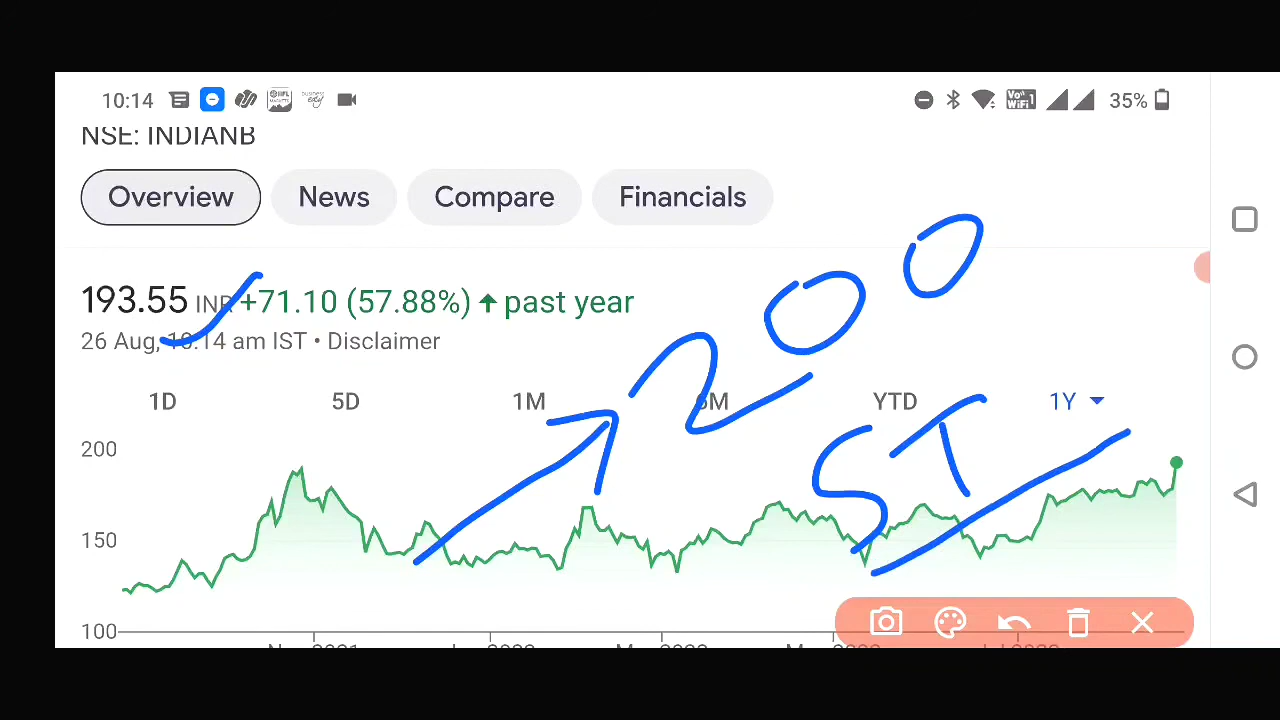 10:14 35%
NSE: INDIANB
Overview News Compare Financials
193.55 INR +71.10 (57.88%) ↑ past year
26 Aug, 10:14 am IST • Disclaimer
1D 5D 1M 6M YTD 1Y
200
ST
200
150
100